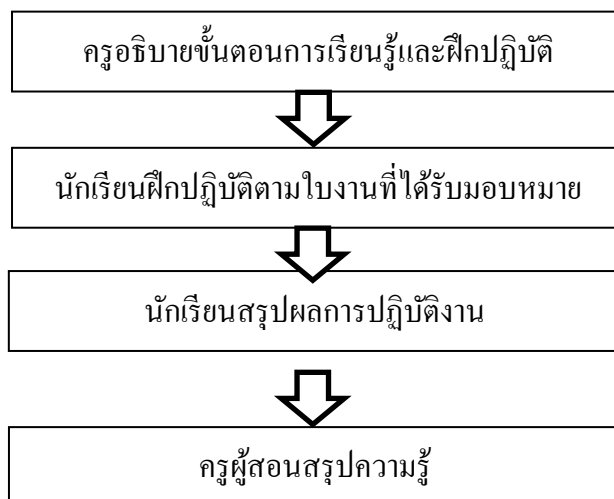 ครูอธิบายขั้นตอนการเรียนรู้และฝึกปฏิบัติ
นักเรียนฝึกปฏิบัติตามใบงานที่ได้รับมอบหมาย
นักเรียนสรุปผลการปฏิบัติงาน
ครูผู้สอนสรุปความรู้